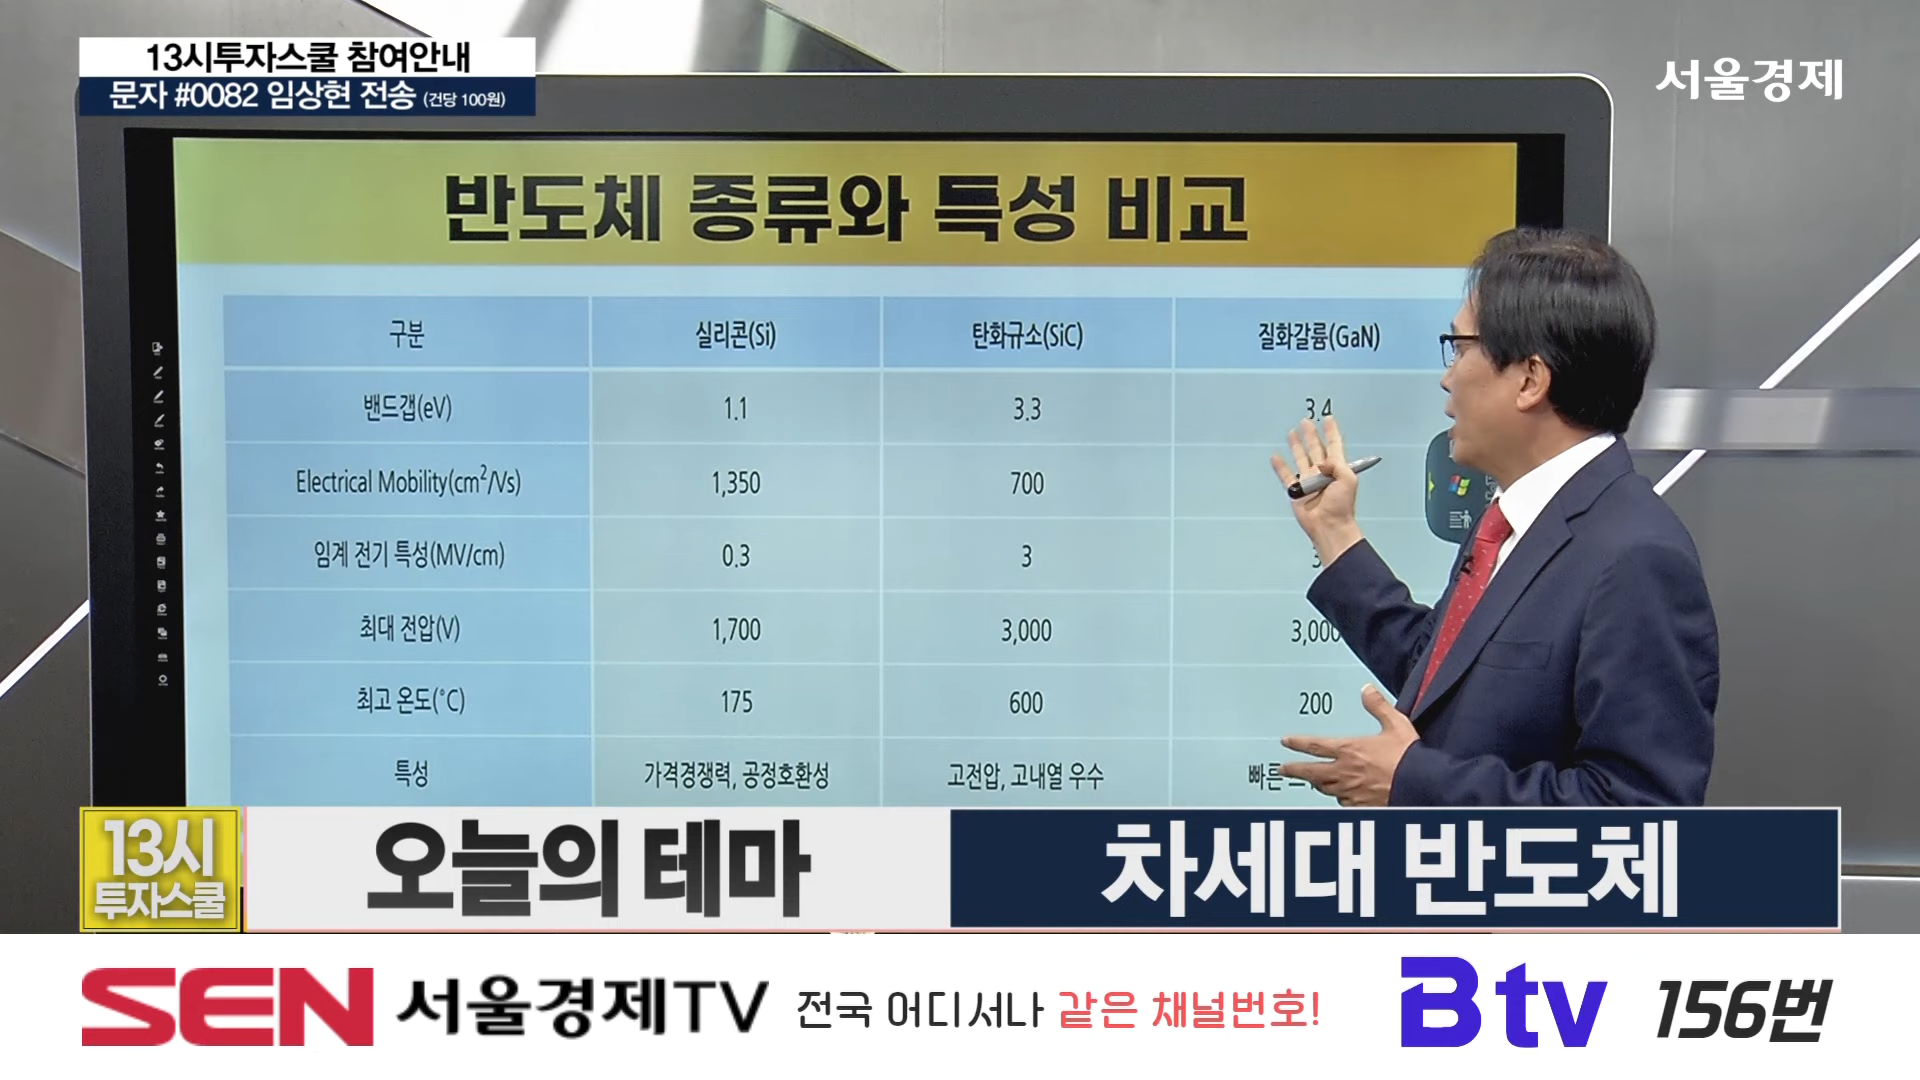 13시투자스쿨 참여안내
문자 #0082 임상현 전송 (건당 100원)
서울경제
반도체 종류와 특성 비교
구분 실리콘(Si) 탄화규소(SiC) 질화갈륨(GaN)
밴드갭(eV) 1.1 3.3 3.4
Electrical Mobility(cm²/Vs) 1,350 700
임계 전기 특성(MV/cm) 0.3 3
최대 전압(V) 1,700 3,000 3,000
최고 온도(°C) 175 600 200
특성 가격경쟁력, 공정호환성 고전압, 고내열 우수 빠른
13시
투자스쿨
오늘의 테마 차세대 반도체
SEN 서울경제TV 전국 어디서나 같은 채널번호! B tv 156번